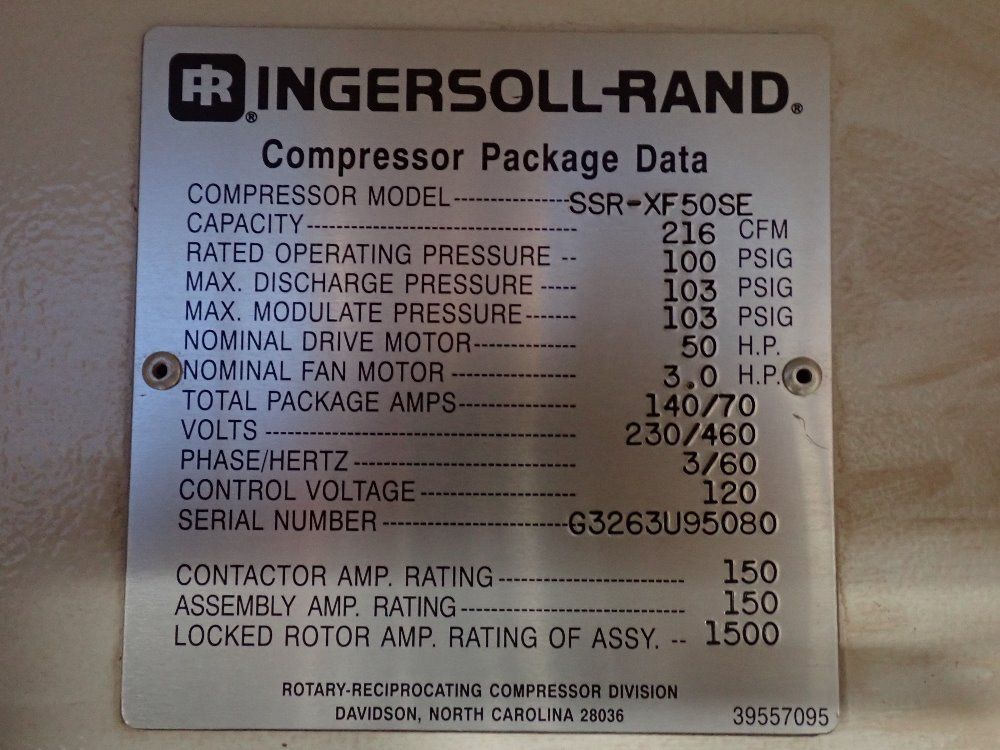 IR® INGERSOLL-RAND®
Compressor Package Data
COMPRESSOR MODEL---------------SSR-XF50SE
CAPACITY-------------------------------- 216 CFM
RATED OPERATING PRESSURE -- 100 PSIG
MAX. DISCHARGE PRESSURE ----- 103 PSIG
MAX. MODULATE PRESSURE------- 103 PSIG
NOMINAL DRIVE MOTOR------------- 50 H.P.
NOMINAL FAN MOTOR --------------- 3.0 H.P.
TOTAL PACKAGE AMPS-------------- 140/70
VOLTS ------------------------------------- 230/460
PHASE/HERTZ -------------------------- 3/60
CONTROL VOLTAGE------------------- 120
SERIAL NUMBER ----------------------G3263U95080
CONTACTOR AMP. RATING ---------------------- 150
ASSEMBLY AMP. RATING--------------------------- 150
LOCKED ROTOR AMP. RATING OF ASSY. -- 1500
ROTARY-RECIPROCATING COMPRESSOR DIVISION
DAVIDSON, NORTH CAROLINA 28036
39557095